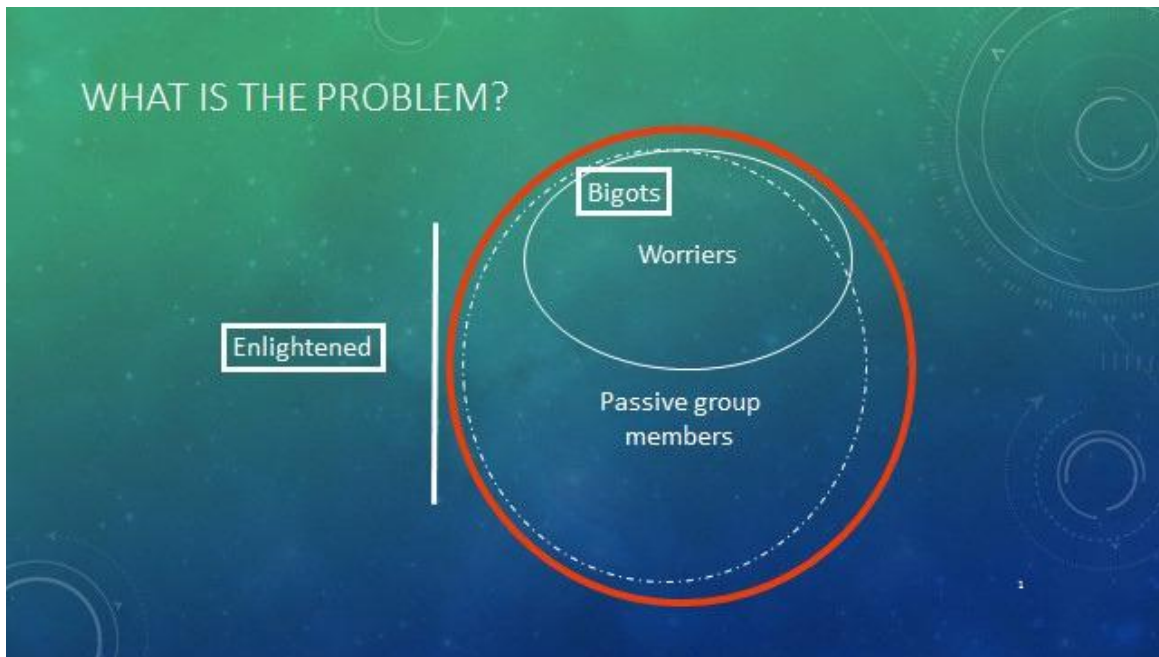 WHAT IS THE PROBLEM?
Bigots
Worriers
Enlightened
Passive group
members
1